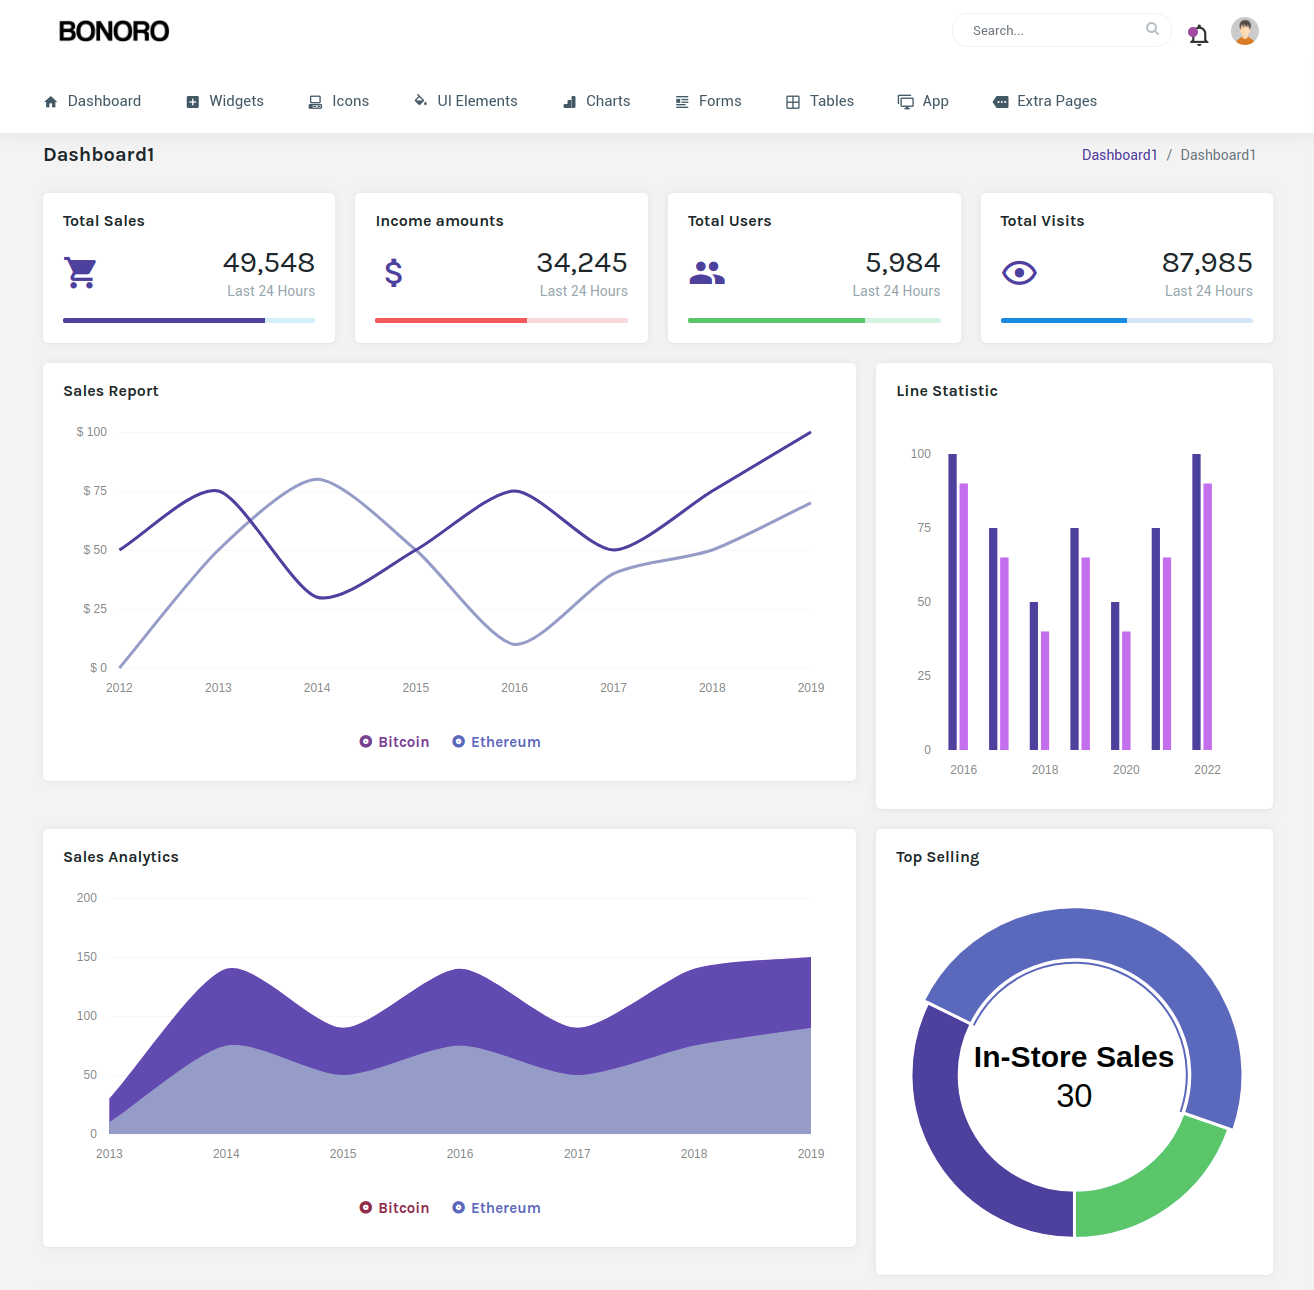 BONORO
Search...
Dashboard
Widgets
Icons
UI Elements
Charts
Forms
Tables
App
Extra Pages
Dashboard1
Dashboard1 / Dashboard1
Total Sales
49,548
Last 24 Hours
Income amounts
34,245
Last 24 Hours
Total Users
5,984
Last 24 Hours
Total Visits
87,985
Last 24 Hours
Sales Report
$ 100
$ 75
$ 50
$ 25
$ 0
2012 2013 2014 2015 2016 2017 2018 2019
Bitcoin Ethereum
Line Statistic
100
75
50
25
0
2016 2018 2020 2022
Sales Analytics
200
150
100
50
0
2013 2014 2015 2016 2017 2018 2019
Bitcoin Ethereum
Top Selling
In-Store Sales
30